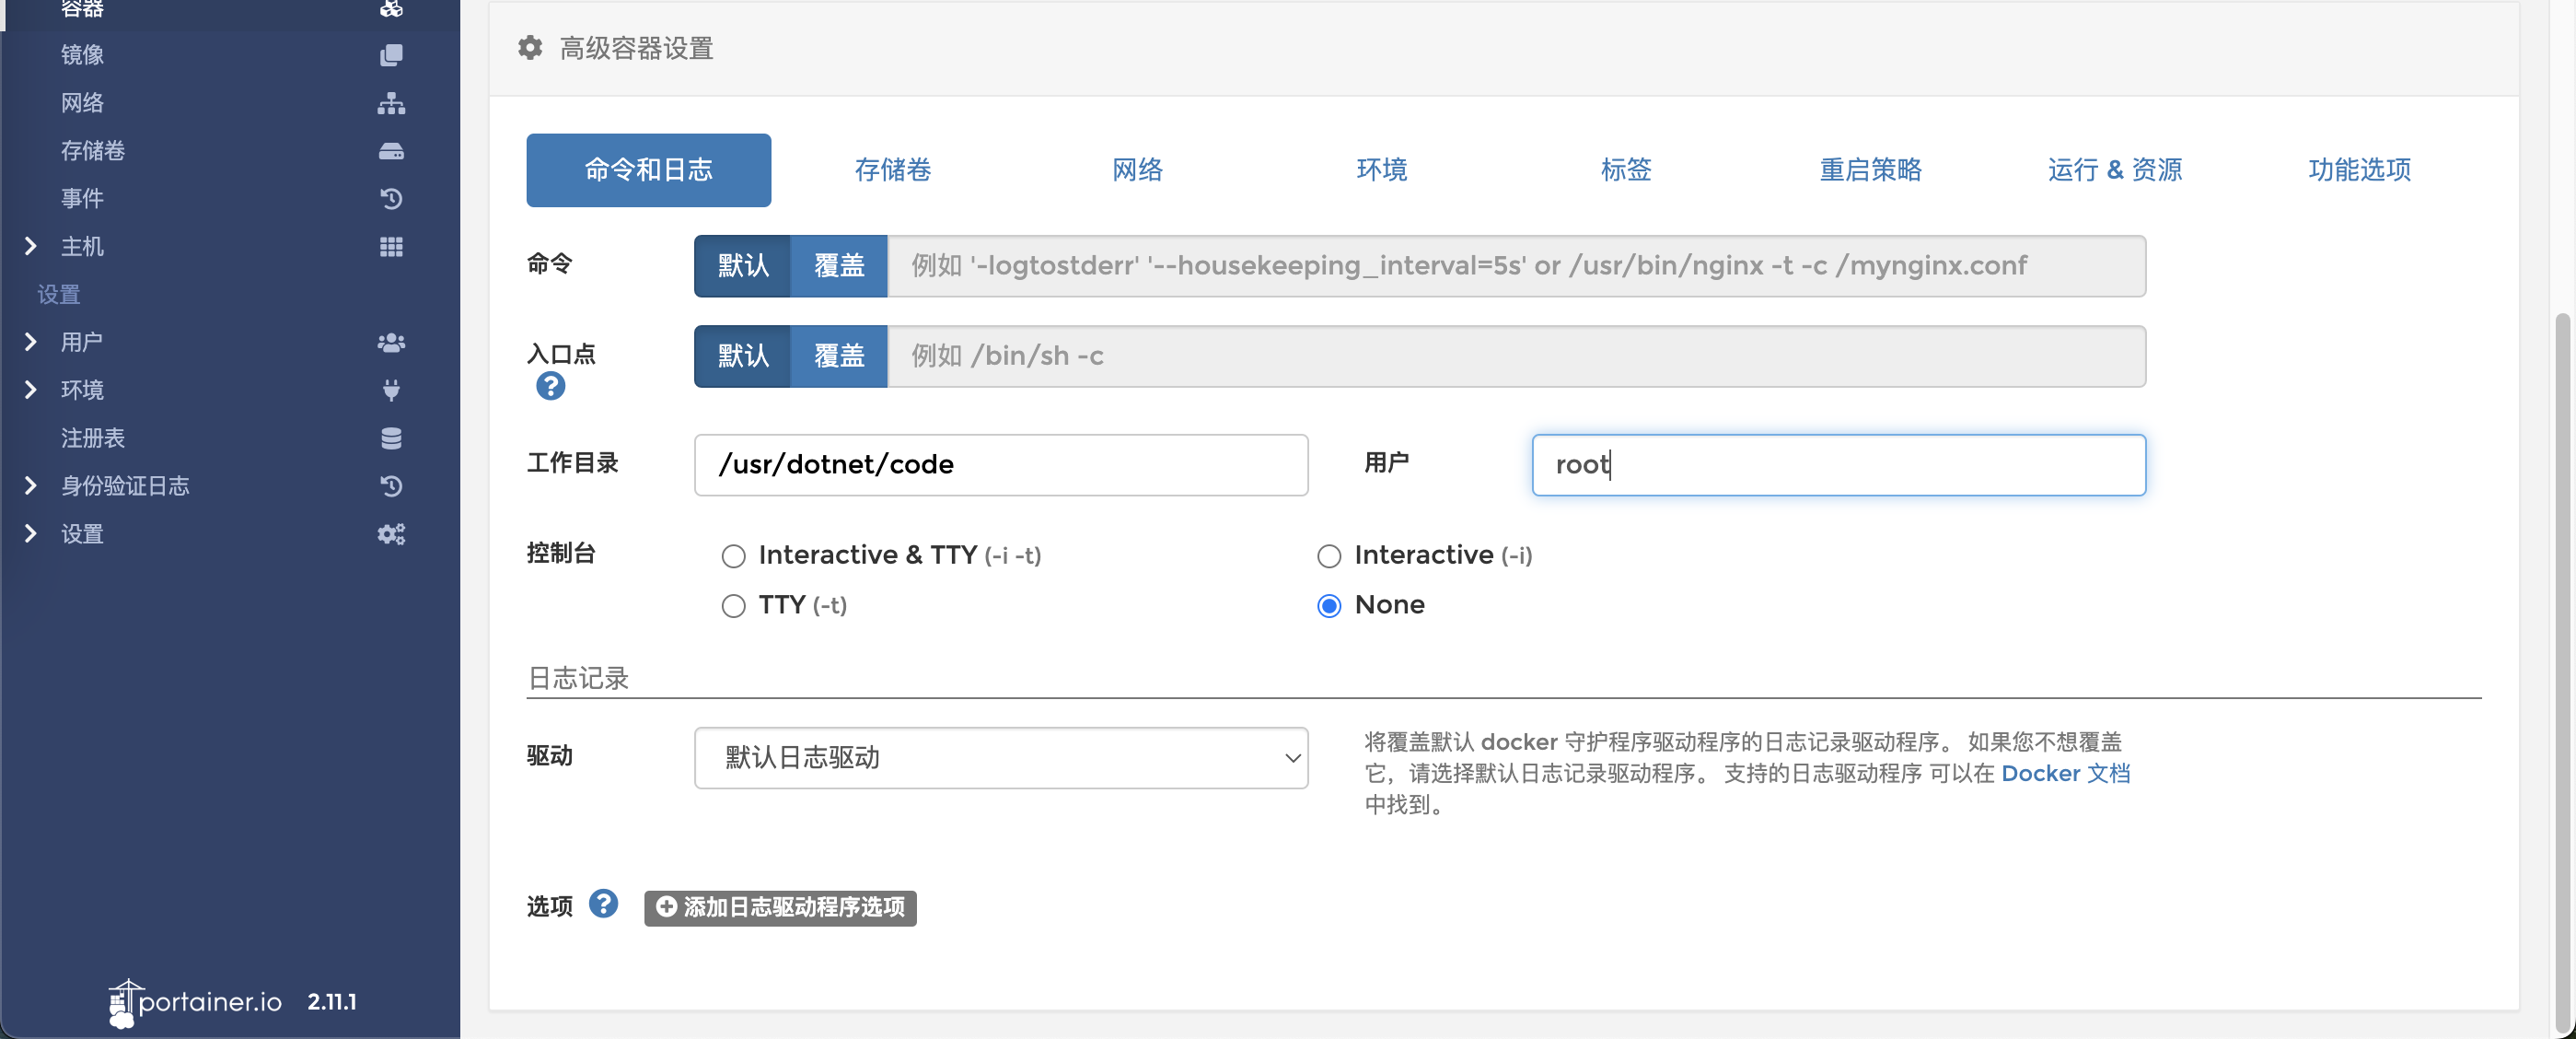 容器
镜像
网络
存储卷
事件
主机
设置
用户
环境
注册表
身份验证日志
设置
portainer.io 2.11.1
高级容器设置
命令和日志 存储卷 网络 环境 标签 重启策略 运行 & 资源 功能选项
命令 默认 覆盖 例如 '-logtostderr' '--housekeeping_interval=5s' or /usr/bin/nginx -t -c /mynginx.conf
入口点 默认 覆盖 例如 /bin/sh -c
工作目录 /usr/dotnet/code 用户 root
控制台 Interactive & TTY (-i -t) Interactive (-i)
TTY (-t) None
日志记录
驱动 默认日志驱动
将覆盖默认 docker 守护程序驱动程序的日志记录驱动程序。 如果您不想覆盖
它，请选择默认日志记录驱动程序。 支持的日志驱动程序 可以在 Docker 文档
中找到。
选项 添加日志驱动程序选项